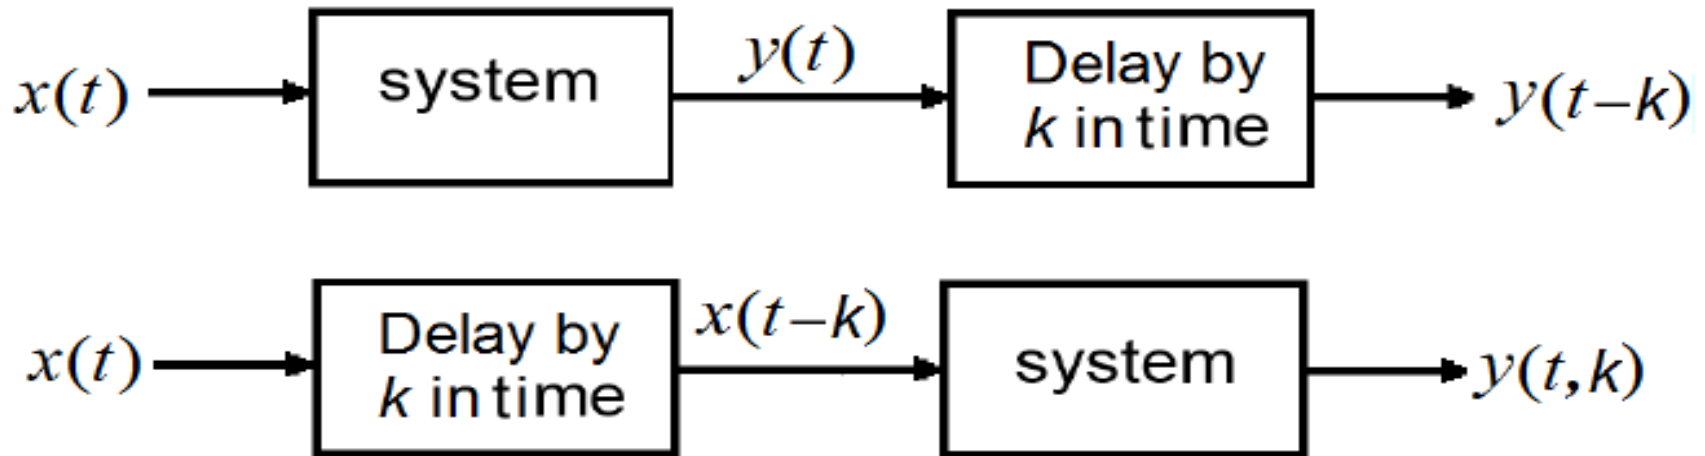 x(t) system y(t) Delay by k in time y(t–k)
x(t) Delay by k in time x(t–k) system y(t,k)